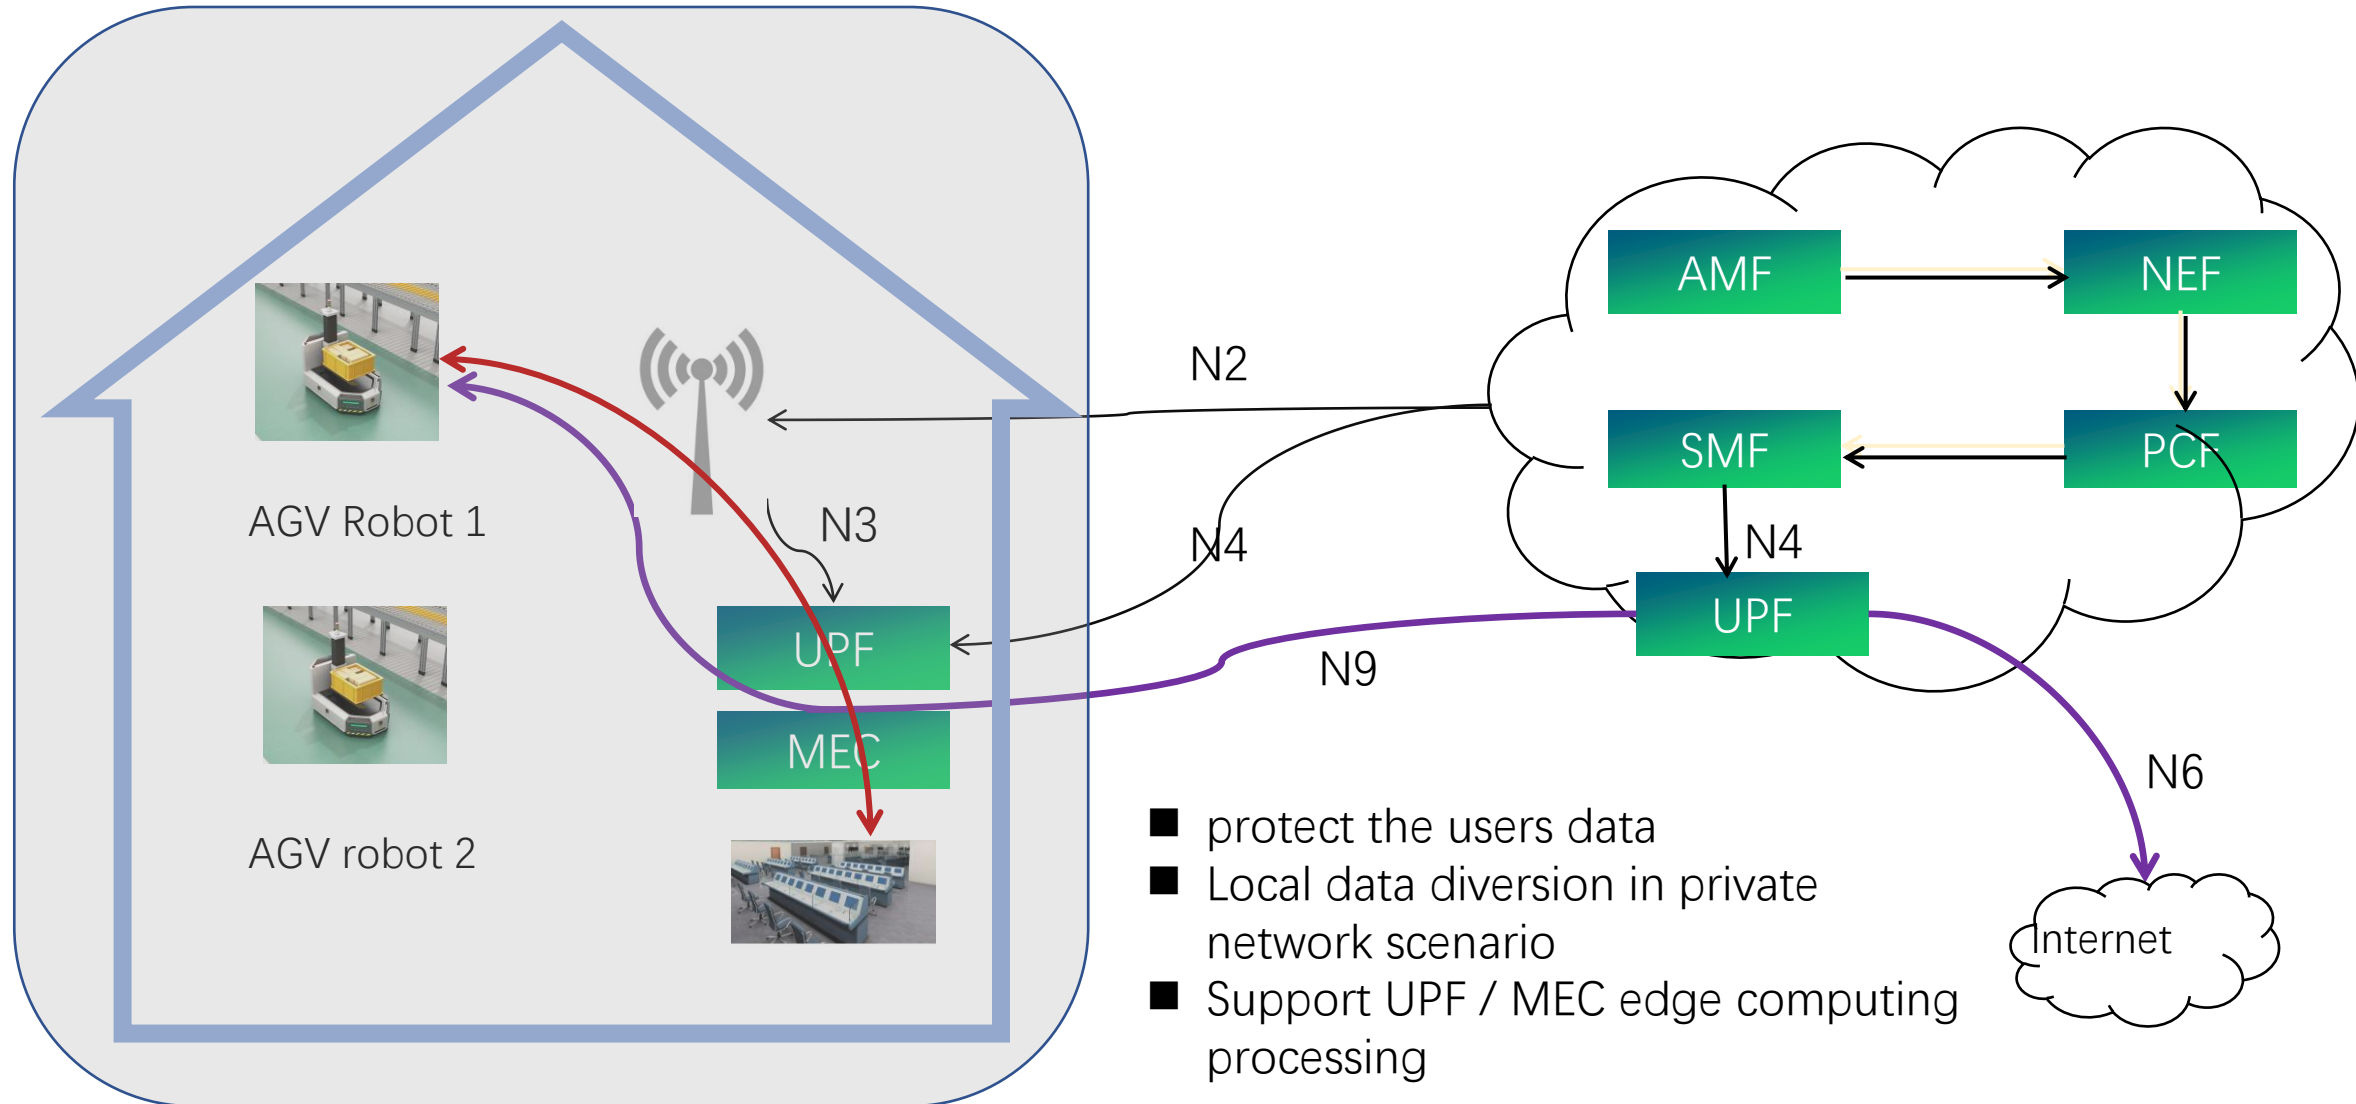 AMF
NEF
N2
SMF
PCF
AGV Robot 1
N3
N4
N4
UPF
UPF
N9
MEC
N6
AGV robot 2
■ protect the users data
■ Local data diversion in private
network scenario
■ Support UPF / MEC edge computing
processing
Internet